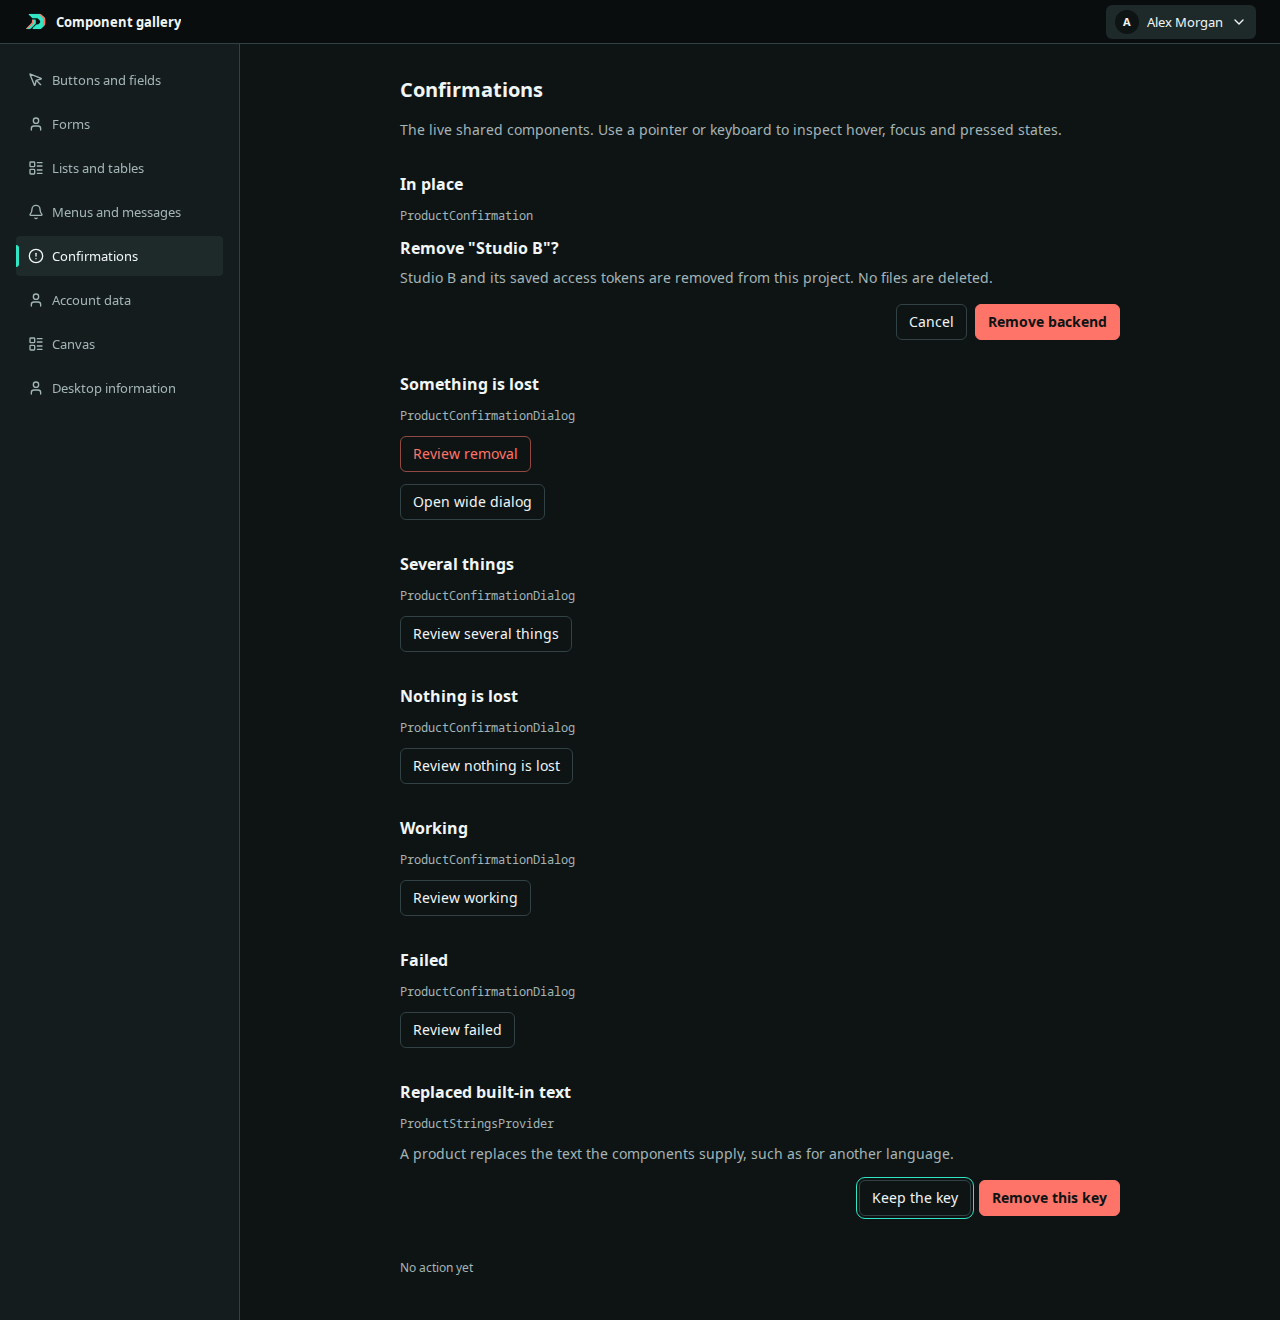 Component gallery
A
Alex Morgan
Buttons and fields
Forms
Lists and tables
Menus and messages
Confirmations
Account data
Canvas
Desktop information
Confirmations
The live shared components. Use a pointer or keyboard to inspect hover, focus and pressed states.
In place
ProductConfirmation
Remove "Studio B"?
Studio B and its saved access tokens are removed from this project. No files are deleted.
Cancel
Remove backend
Something is lost
ProductConfirmationDialog
Review removal
Open wide dialog
Several things
ProductConfirmationDialog
Review several things
Nothing is lost
ProductConfirmationDialog
Review nothing is lost
Working
ProductConfirmationDialog
Review working
Failed
ProductConfirmationDialog
Review failed
Replaced built-in text
ProductStringsProvider
A product replaces the text the components supply, such as for another language.
Keep the key
Remove this key
No action yet